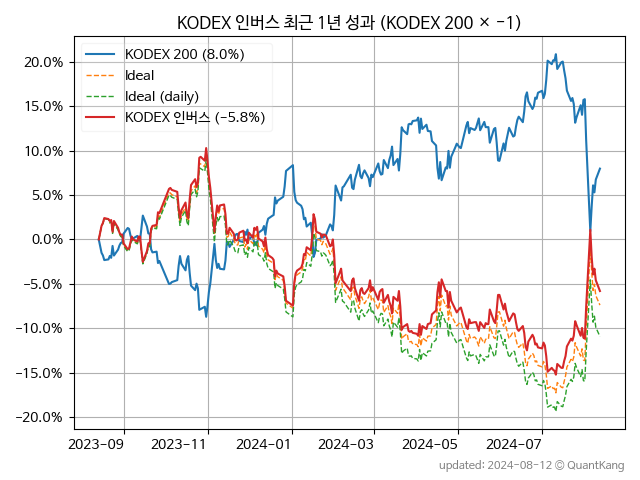 KODEX 인버스 최근 1년 성과 (KODEX 200 × −1)
KODEX 200 (8.0%)
Ideal
Ideal (daily)
KODEX 인버스 (−5.8%)
20.0%
15.0%
10.0%
5.0%
0.0%
−5.0%
−10.0%
−15.0%
−20.0%
2023-09 2023-11 2024-01 2024-03 2024-05 2024-07
updated: 2024-08-12 © QuantKang